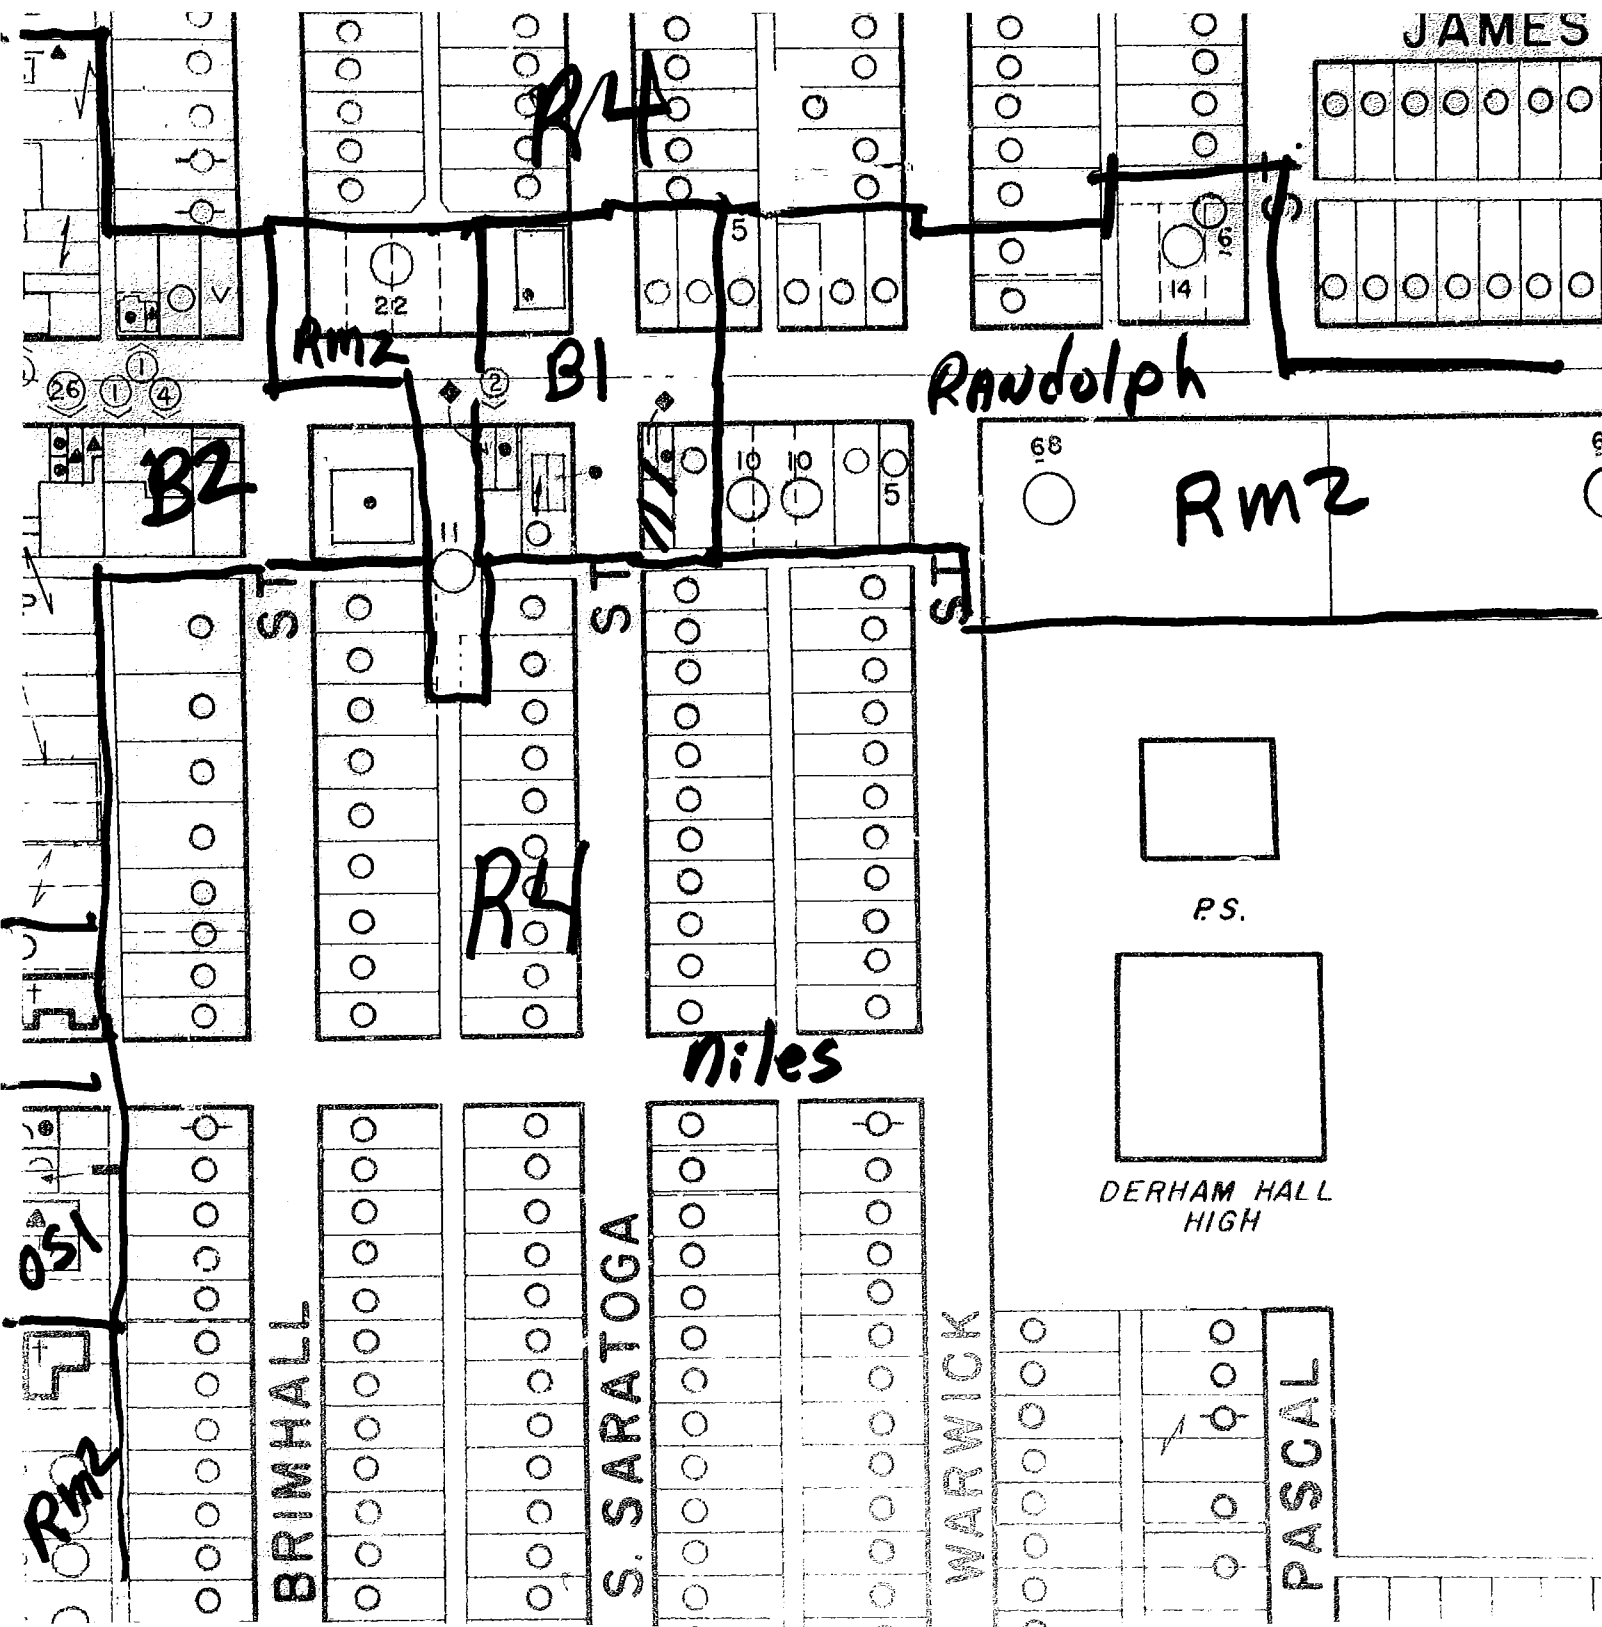 JAMES
R4
ST
5
6
22
14
Rm2
B1
RANdolph
1
26
1
4
2
B2
10
10
5
68
Rm2
11
ST
ST
ST
P.S.
R4
niles
DERHAM HALL
HIGH
OS1
Rm2
BRIMHALL
S. SARATOGA
WARWICK
PASCAL